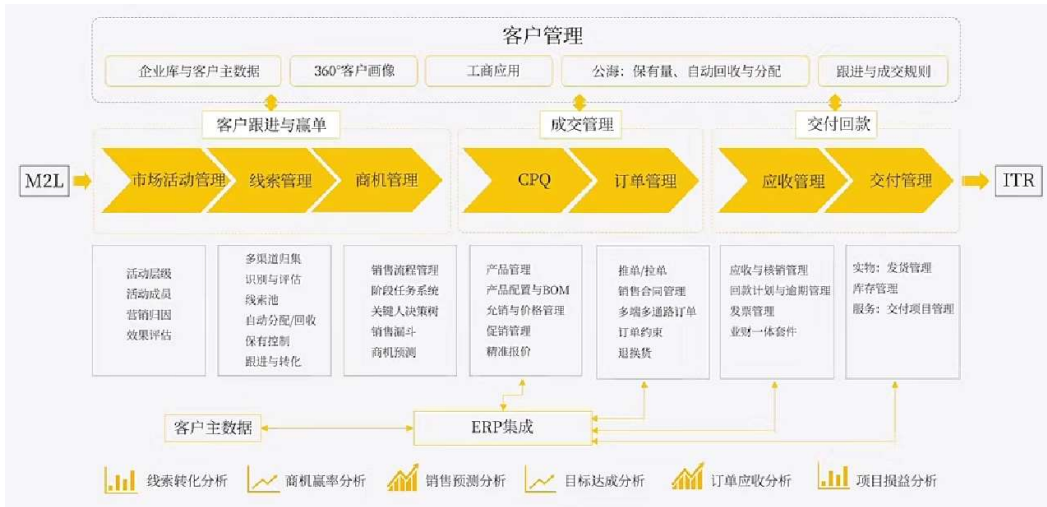 客户管理
企业库与客户主数据
360°客户画像
工商应用
公海：保有量、自动回收与分配
跟进与成交规则
客户跟进与赢单
成交管理
交付回款
M2L
市场活动管理
线索管理
商机管理
CPQ
订单管理
应收管理
交付管理
ITR
活动层级
活动成员
营销归因
效果评估
多渠道归集
识别与评估
线索池
自动分配/回收
保有控制
跟进与转化
销售流程管理
阶段任务系统
关键人决策树
销售漏斗
商机预测
产品管理
产品配置与BOM
允销与价格管理
促销管理
精准报价
推单/拉单
销售合同管理
多端多通路订单
订单约束
退换货
应收与核销管理
回款计划与逾期管理
发票管理
业财一体套件
实物：发货管理
库存管理
服务：交付项目管理
客户主数据
ERP集成
线索转化分析
商机赢率分析
销售预测分析
目标达成分析
订单应收分析
项目损益分析